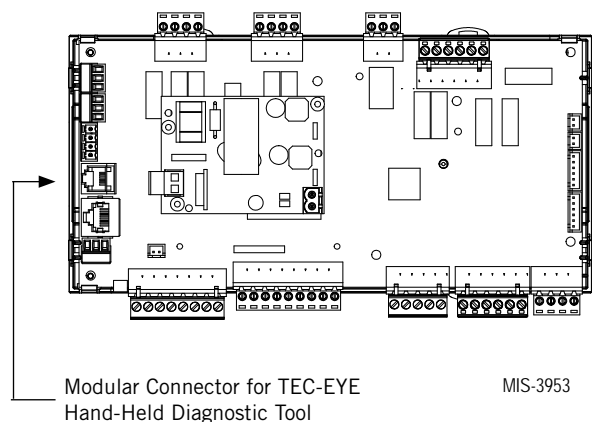 Modular Connector for TEC-EYE
Hand-Held Diagnostic Tool
MIS-3953